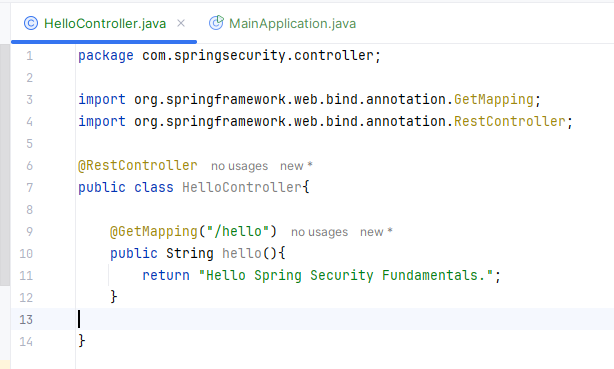 HelloController.java × MainApplication.java
1 package com.springsecurity.controller;
2
3 import org.springframework.web.bind.annotation.GetMapping;
4 import org.springframework.web.bind.annotation.RestController;
5
6 @RestController no usages new *
7 public class HelloController{
8
9 @GetMapping("/hello") no usages new *
10 public String hello(){
11 return "Hello Spring Security Fundamentals.";
12 }
13
14 }